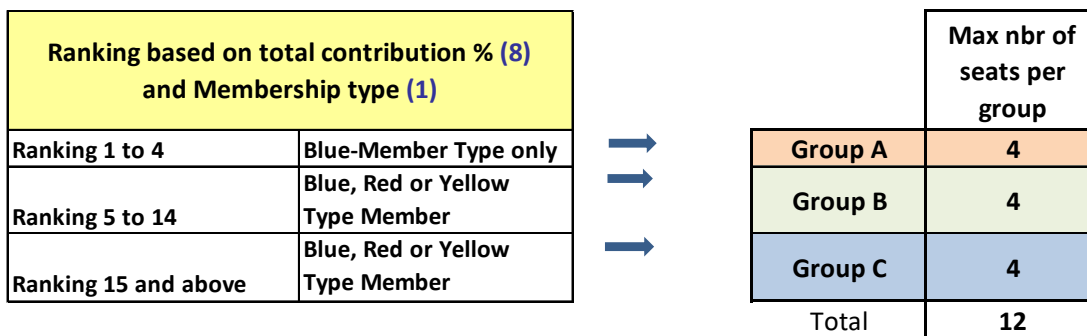 Ranking based on total contribution % (8)
and Membership type (1)
Max nbr of
seats per
group
Ranking 1 to 4
Blue-Member Type only
Group A
4
Ranking 5 to 14
Blue, Red or Yellow
Type Member
Group B
4
Ranking 15 and above
Blue, Red or Yellow
Type Member
Group C
4
Total
12